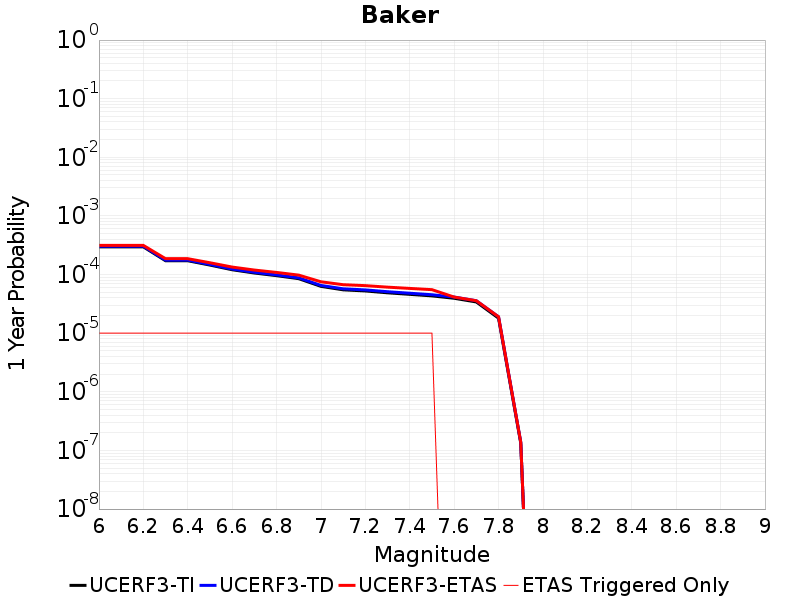 Baker
10^0
10^-1
10^-2
10^-3
10^-4
10^-5
10^-6
10^-7
10^-8
1 Year Probability
6 6.2 6.4 6.6 6.8 7 7.2 7.4 7.6 7.8 8 8.2 8.4 8.6 8.8 9
Magnitude
UCERF3-TI UCERF3-TD UCERF3-ETAS ETAS Triggered Only